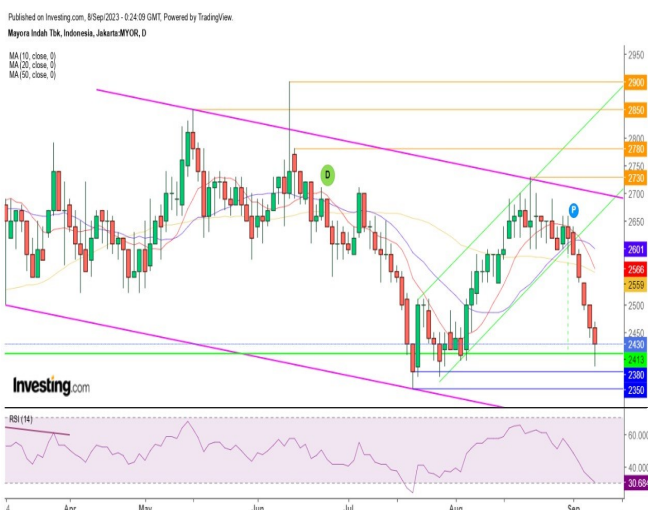 Published on Investing.com, 8/Sep/2023 - 0:24:09 GMT, Powered by TradingView.
Mayora Indah Tbk, Indonesia, Jakarta:MYOR, D
MA (10, close, 0)
MA (20, close, 0)
MA (50, close, 0)
2950
2900
2850
2800
2780
2750
2730
2700
2650
2601
2566
2559
2500
2450
2430
2413
2380
2350
D
P
Investing.com
RSI (14)
60.000
40.000
30.684
Apr
May
Jun
Jul
Aug
Sep